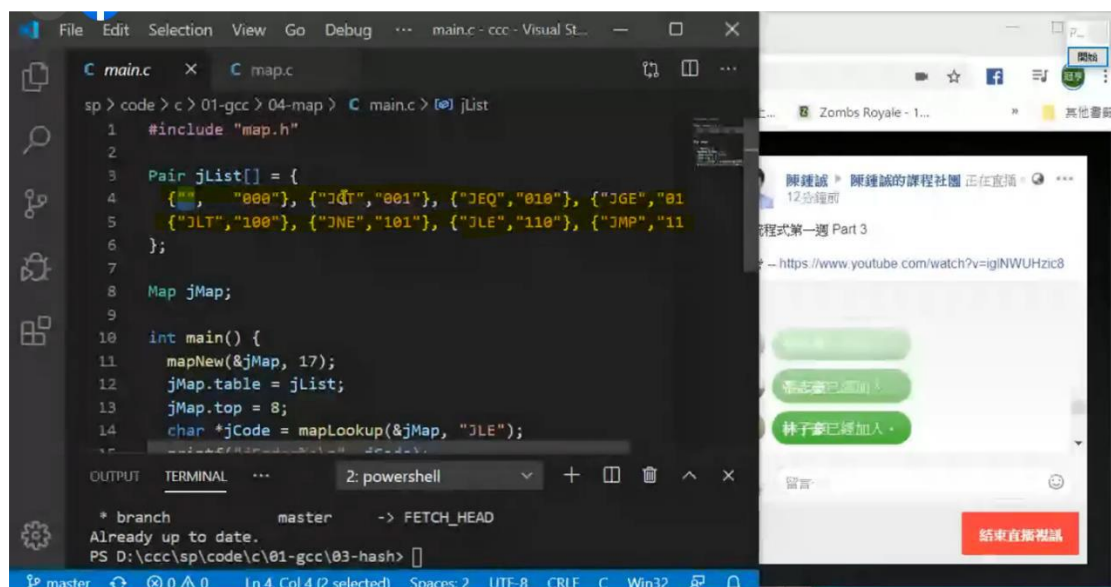 File Edit Selection View Go Debug ··· main.c - ccc - Visual St...
C main.c × C map.c ···
sp > code > c > 01-gcc > 04-map > C main.c > jList
1 #include "map.h"
2
3 Pair jList[] = {
4 {"", "000"}, {"JGT","001"}, {"JEQ","010"}, {"JGE","01
5 {"JLT","100"}, {"JNE","101"}, {"JLE","110"}, {"JMP","11
6 };
7
8 Map jMap;
9
10 int main() {
11 mapNew(&jMap, 17);
12 jMap.table = jList;
13 jMap.top = 8;
14 char *jCode = mapLookup(&jMap, "JLE");
OUTPUT TERMINAL ··· 2: powershell
* branch master -> FETCH_HEAD
Already up to date.
PS D:\ccc\sp\code\c\01-gcc\03-hash>
master 0 0 Ln 4, Col 4 (2 selected) Spaces: 2 UTF-8 CRLF C Win32
P...
開始
Zombs Royale - 1... » 其他書籤
陳鍾誠 ▸ 陳鍾誠的課程社團 正在直播。
12分鐘前
程式第一週 Part 3
-- https://www.youtube.com/watch?v=iglNWUHzic8
林子豪已經加入。
留言
結束直播視訊